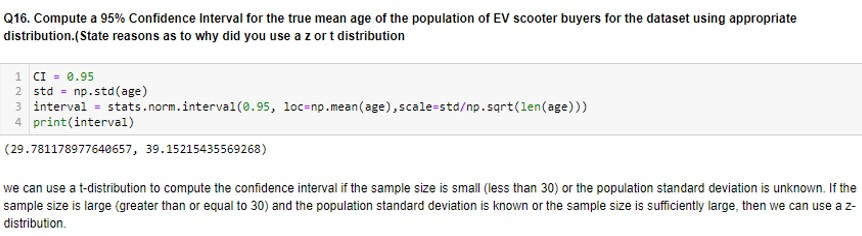 Q16. Compute a 95% Confidence Interval for the true mean age of the population of EV scooter buyers for the dataset using appropriate
distribution.(State reasons as to why did you use a z or t distribution
1 CI = 0.95
2 std = np.std(age)
3 interval = stats.norm.interval(0.95, loc=np.mean(age),scale=std/np.sqrt(len(age)))
4 print(interval)
(29.781178977640657, 39.15215435569268)
we can use a t-distribution to compute the confidence interval if the sample size is small (less than 30) or the population standard deviation is unknown. If the
sample size is large (greater than or equal to 30) and the population standard deviation is known or the sample size is sufficiently large, then we can use a z-
distribution.